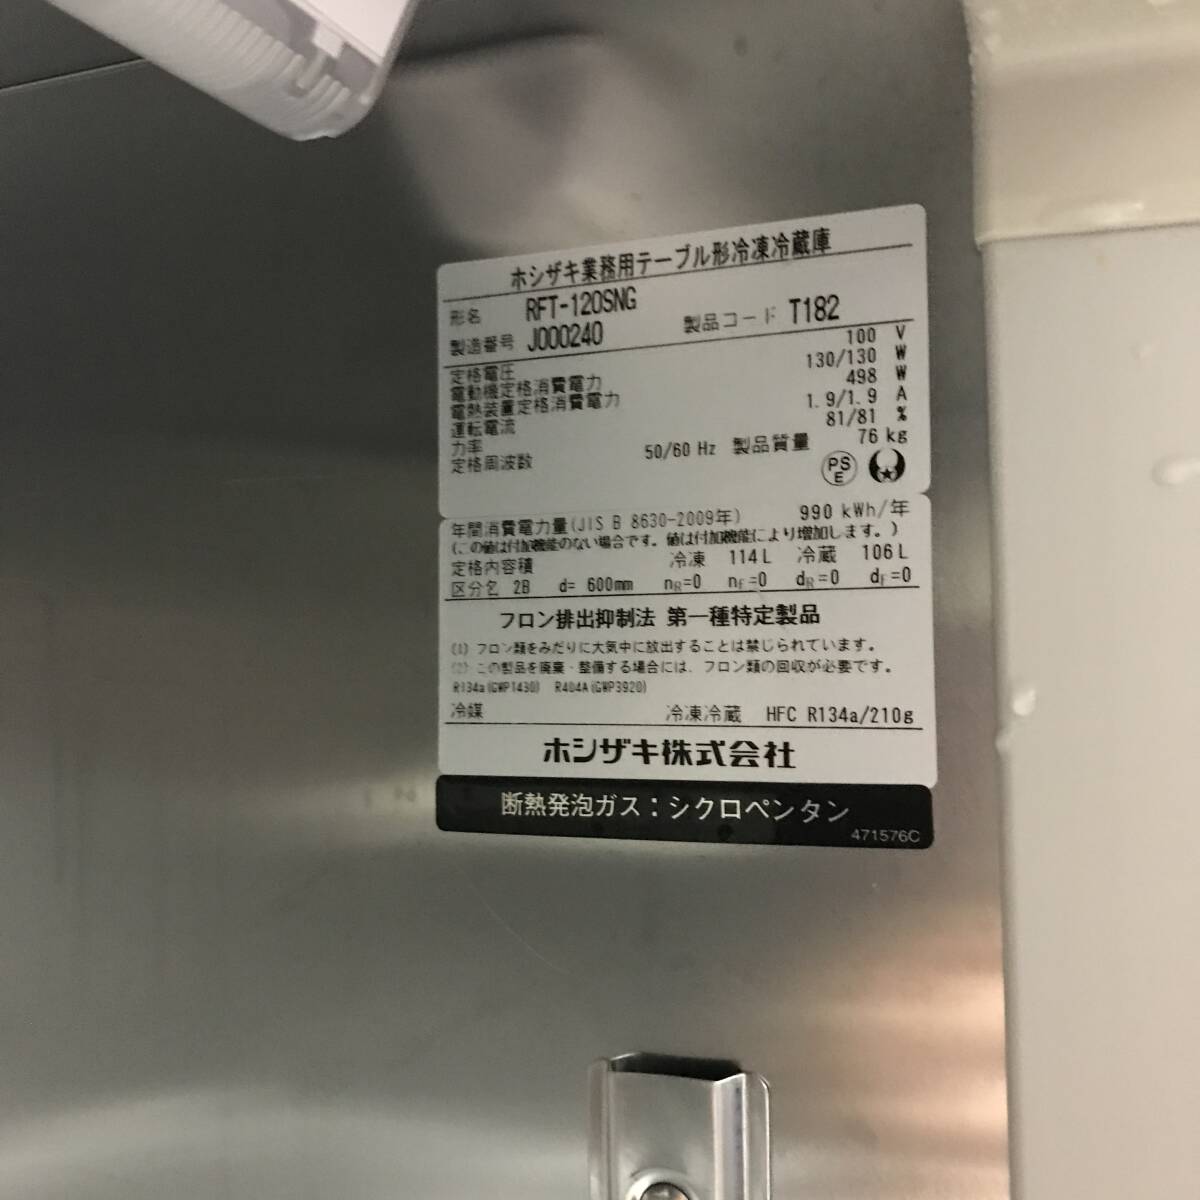 ホシザキ業務用テーブル形冷凍冷蔵庫
形名 RFT-120SNG
製造番号 J000240 製品コード T182
定格電圧 100 V
電動機定格消費電力 130/130 W
電熱装置定格消費電力 498 W
運転電流 1.9/1.9 A
力率 81/81 %
定格周波数 50/60 Hz 製品質量 76 kg
PS E
年間消費電力量(JIS B 8630-2009年) 990 kWh/年
(この値は付加機能のない場合です。値は付加機能により増加します。)
定格内容積 冷凍 114 L 冷蔵 106 L
区分名 2B d= 600mm nR=0 nF=0 dR=0 dF=0
フロン排出抑制法 第一種特定製品
(1) フロン類をみだりに大気中に放出することは禁じられています。
(2) この製品を廃棄・整備する場合には、フロン類の回収が必要です。
R134a(GWP1430) R404A(GWP3920)
冷媒 冷凍冷蔵 HFC R134a/210g
ホシザキ株式会社
断熱発泡ガス：シクロペンタン
471576C